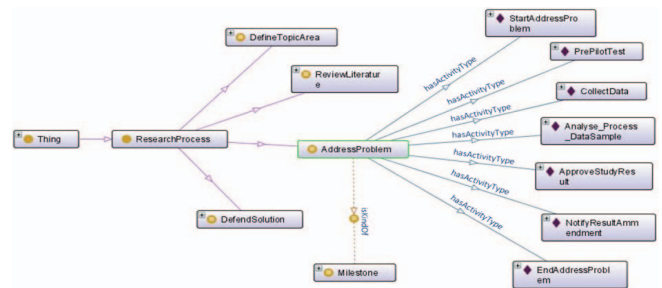 StartAddressPro
blem
DefineTopicArea
PrePilotTest
hasActivityType
ReviewLiteratur
e
hasActivityType
CollectData
hasActivityType
Thing
ResearchProcess
AddressProblem
hasActivityType
Analyse_Process
_DataSample
hasActivityType
ApproveStudyRes
ult
hasActivityType
DefendSolution
isKindOf
NotifyResultAmm
endment
hasActivityType
Milestone
EndAddressProbl
em